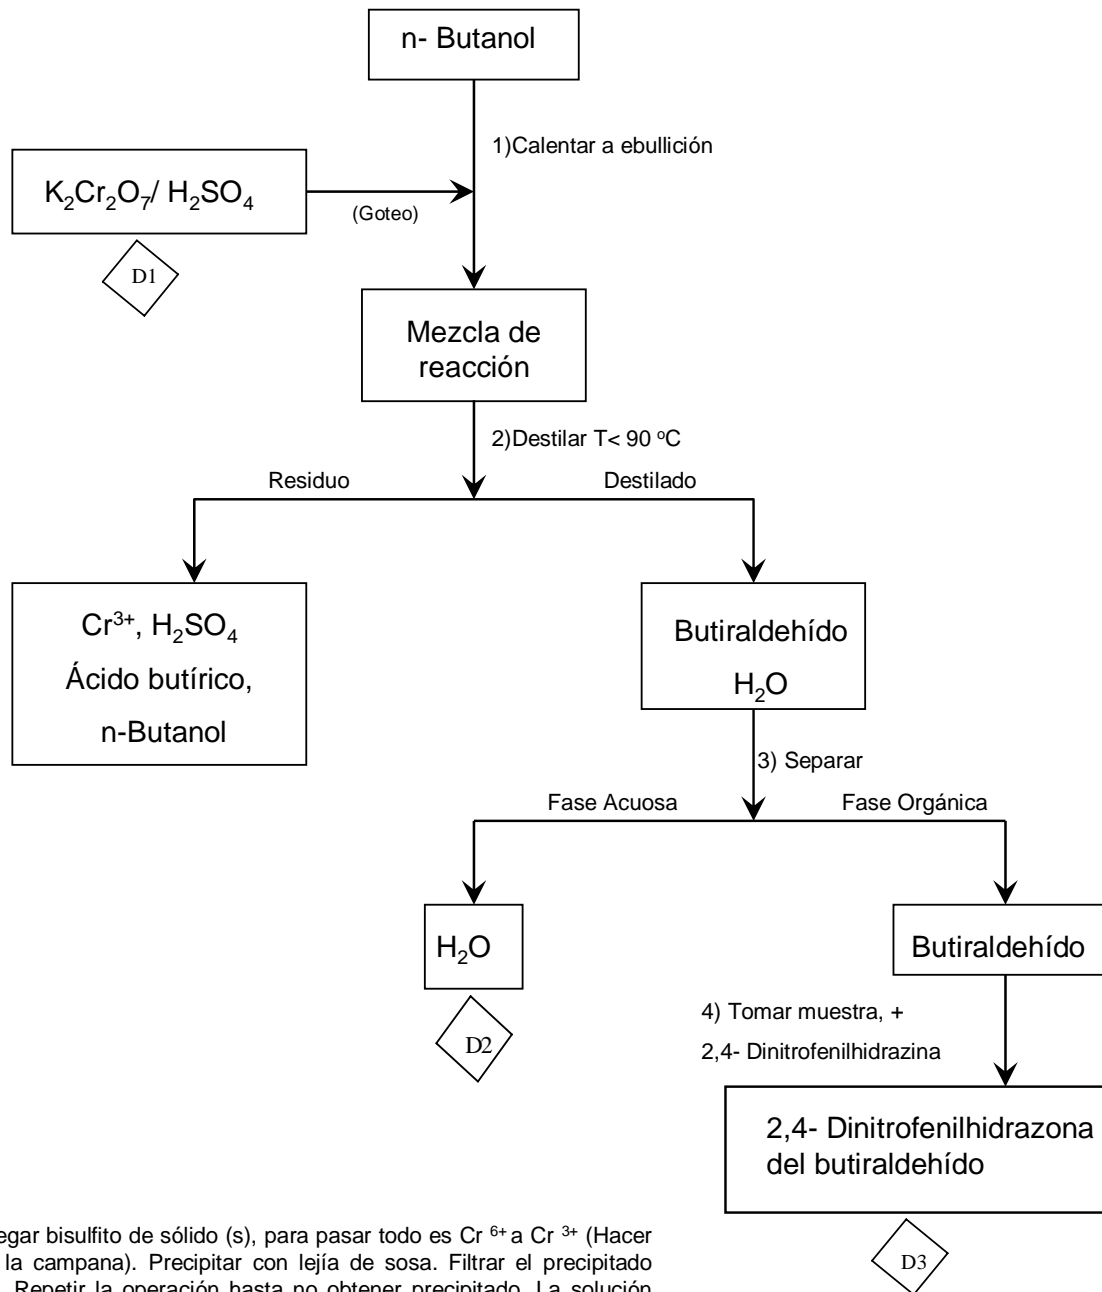 n- Butanol
1)Calentar a ebullición
K₂Cr₂O₇/ H₂SO₄
(Goteo)
D1
Mezcla de
reacción
2)Destilar T< 90 ºC
Residuo
Destilado
Cr³⁺, H₂SO₄
Ácido butírico,
n-Butanol
Butiraldehído
H₂O
3) Separar
Fase Acuosa
Fase Orgánica
H₂O
D2
Butiraldehído
4) Tomar muestra, +
2,4- Dinitrofenilhidrazina
2,4- Dinitrofenilhidrazona
del butiraldehído
D3
egar bisulfito de sólido (s), para pasar todo es Cr ⁶⁺ a Cr ³⁺ (Hacer
la campana). Precipitar con lejía de sosa. Filtrar el precipitado
Repetir la operación hasta no obtener precipitado. La solución